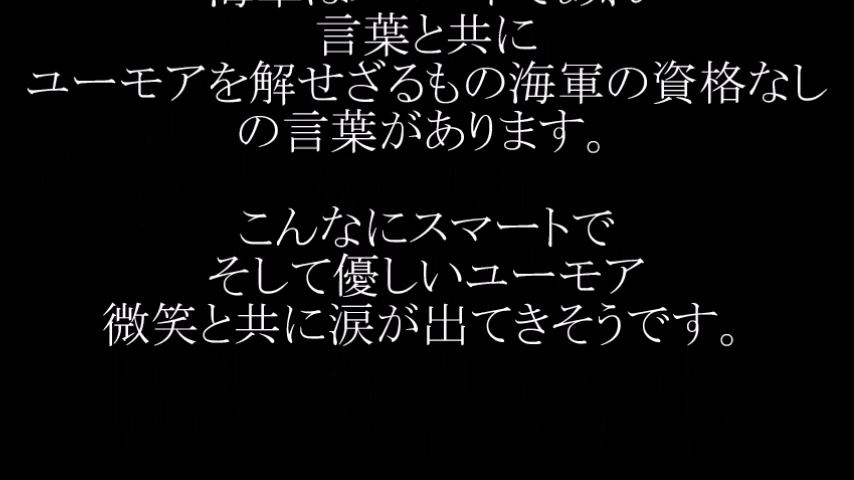 言葉と共に
ユーモアを解せざるもの海軍の資格なし
の言葉があります。
こんなにスマートで
そして優しいユーモア
微笑と共に涙が出てきそうです。